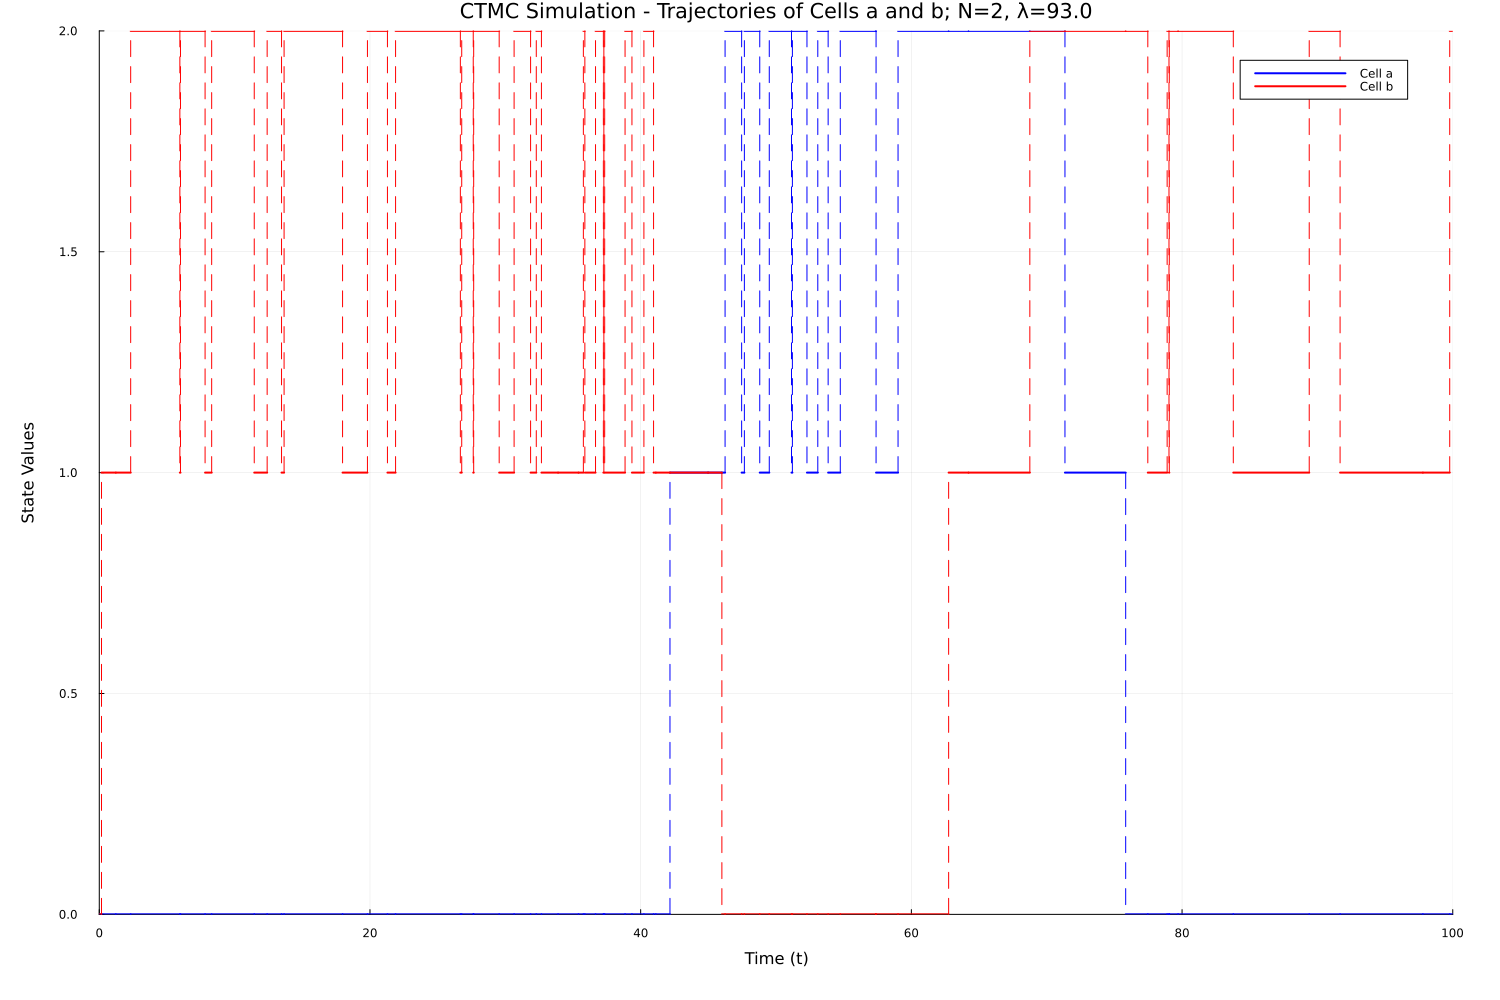 CTMC Simulation - Trajectories of Cells a and b; N=2, λ=93.0
2.0
Cell a
Cell b
1.5
1.0
State Values
0.5
0.0
0 20 40 60 80 100
Time (t)